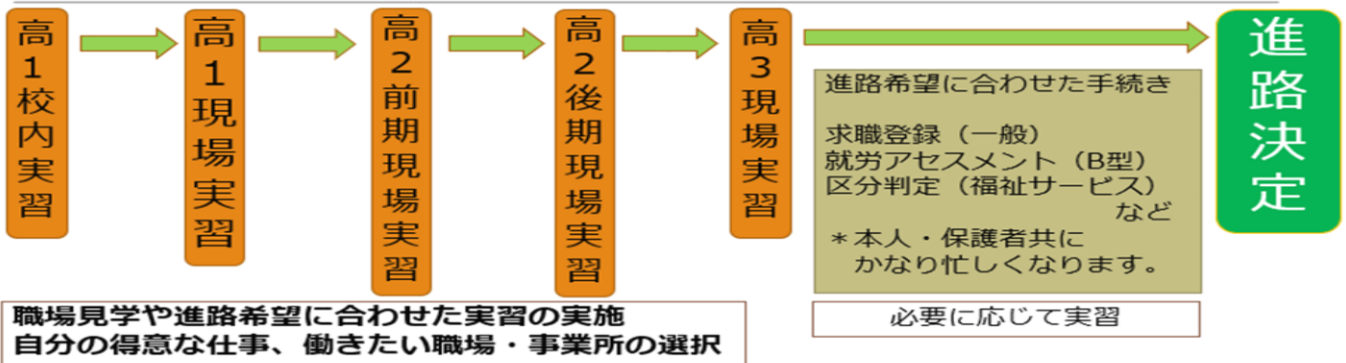 高1校内実習
高1現場実習
高2前期現場実習
高2後期現場実習
高3現場実習
進路希望に合わせた手続き
求職登録（一般）
就労アセスメント（B型）
区分判定（福祉サービス）
など
＊本人・保護者共に
かなり忙しくなります。
進路決定
職場見学や進路希望に合わせた実習の実施
自分の得意な仕事、働きたい職場・事業所の選択
必要に応じて実習